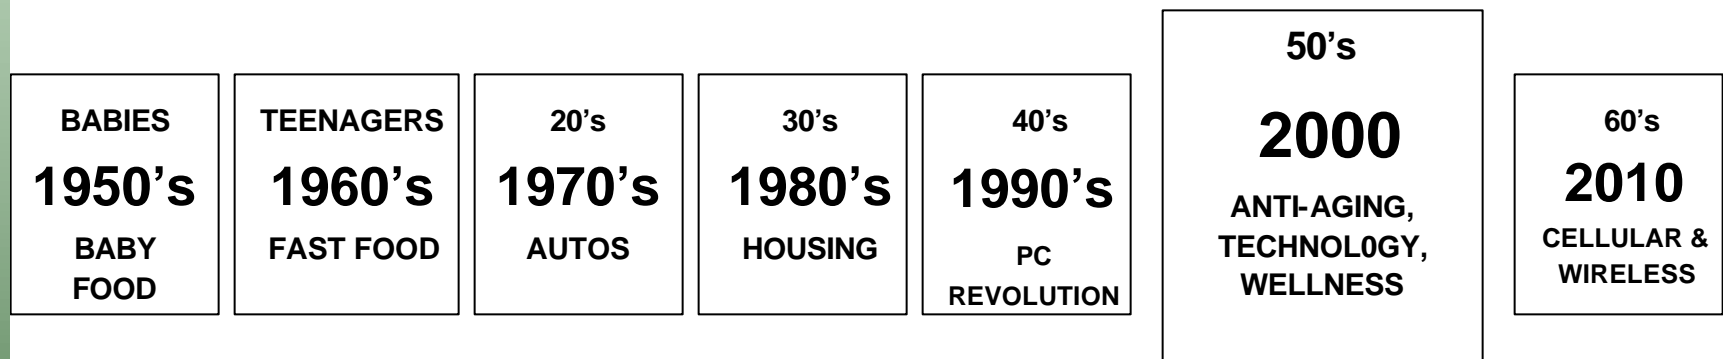 BABIES
1950’s
BABY
FOOD
TEENAGERS
1960’s
FAST FOOD
20’s
1970’s
AUTOS
30’s
1980’s
HOUSING
40’s
1990’s
PC
REVOLUTION
50’s
2000
ANTI-AGING,
TECHNOL0GY,
WELLNESS
60’s
2010
CELLULAR &
WIRELESS